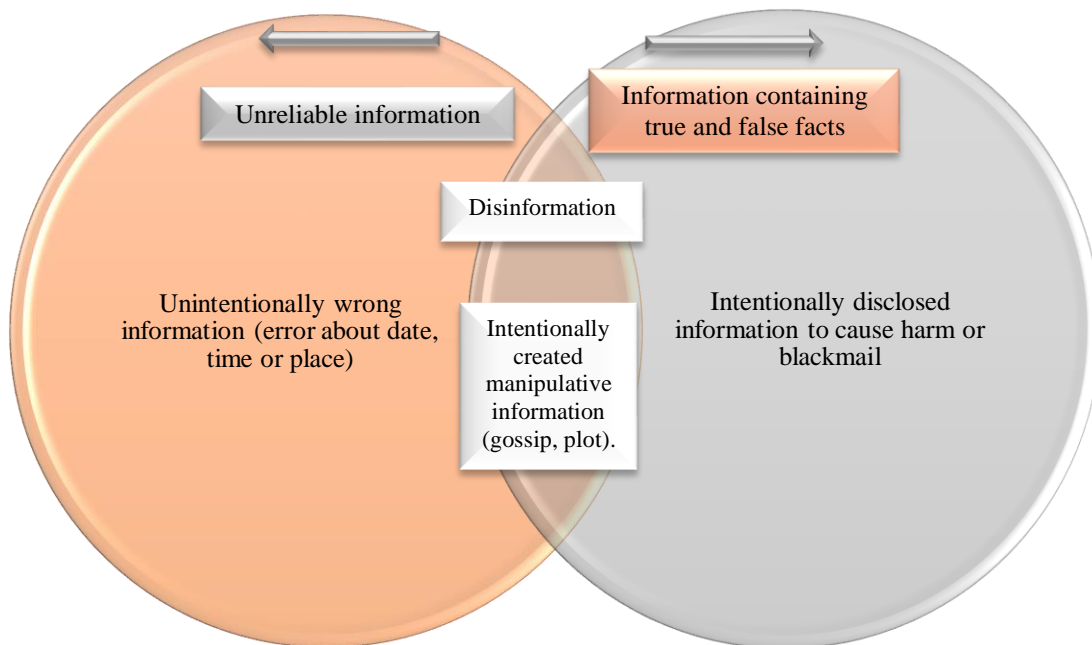 Unreliable information
Information containing
true and false facts
Disinformation
Unintentionally wrong
information (error about date,
time or place)
Intentionally
created
manipulative
information
(gossip, plot).
Intentionally disclosed
information to cause harm or
blackmail